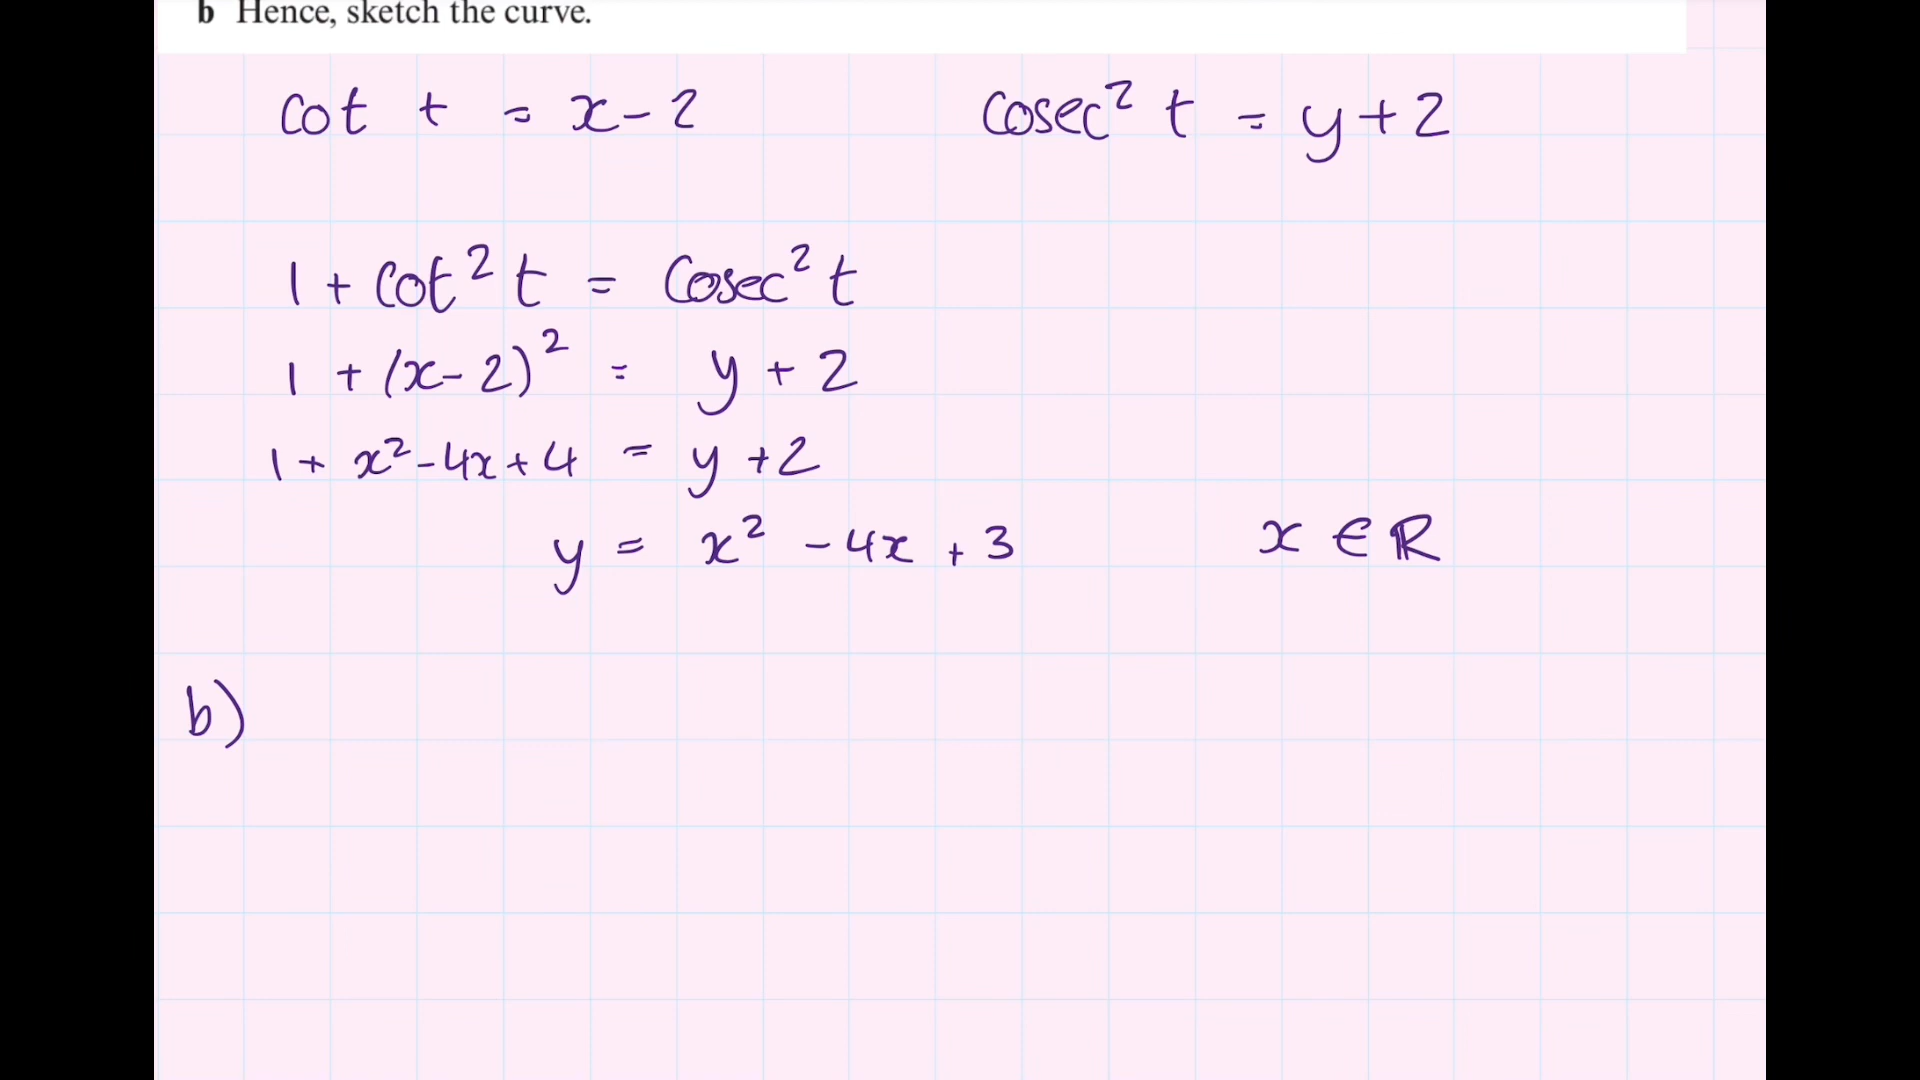 b Hence, sketch the curve.
cot t = x - 2 cosec² t = y + 2
1 + cot² t = cosec² t
1 + (x - 2)² = y + 2
1 + x² - 4x + 4 = y + 2
y = x² - 4x + 3 x ∈ ℝ
b)